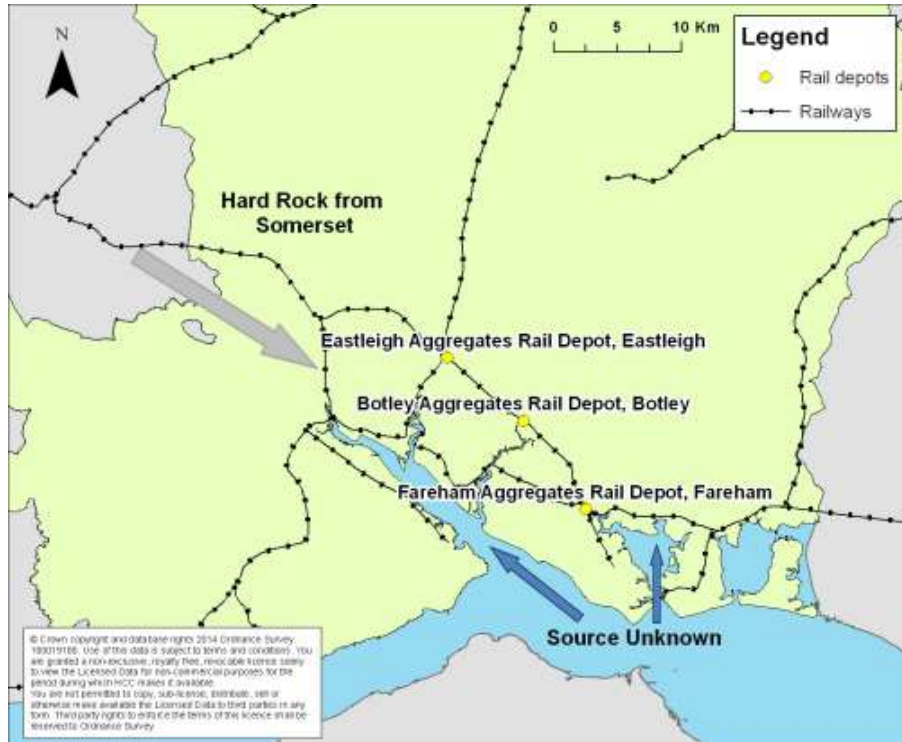 N
0 5 10 Km
Legend
Rail depots
Railways
Hard Rock from
Somerset
Eastleigh Aggregates Rail Depot, Eastleigh
Botley Aggregates Rail Depot, Botley
Fareham Aggregates Rail Depot, Fareham
Source Unknown
© Crown copyright and database rights 2014 Ordnance Survey
Use of this data is subject to terms and conditions. You
are granted a non-exclusive, royalty free, revocable licence solely
to view the Licensed Data for non-commercial purposes for the
period during which HCC makes it available.
You are not permitted to copy, sub-license, distribute, sell or
otherwise make available the Licensed Data to third parties in any
form. Third party rights to enforce the terms of this licence shall be
reserved to Ordnance Survey